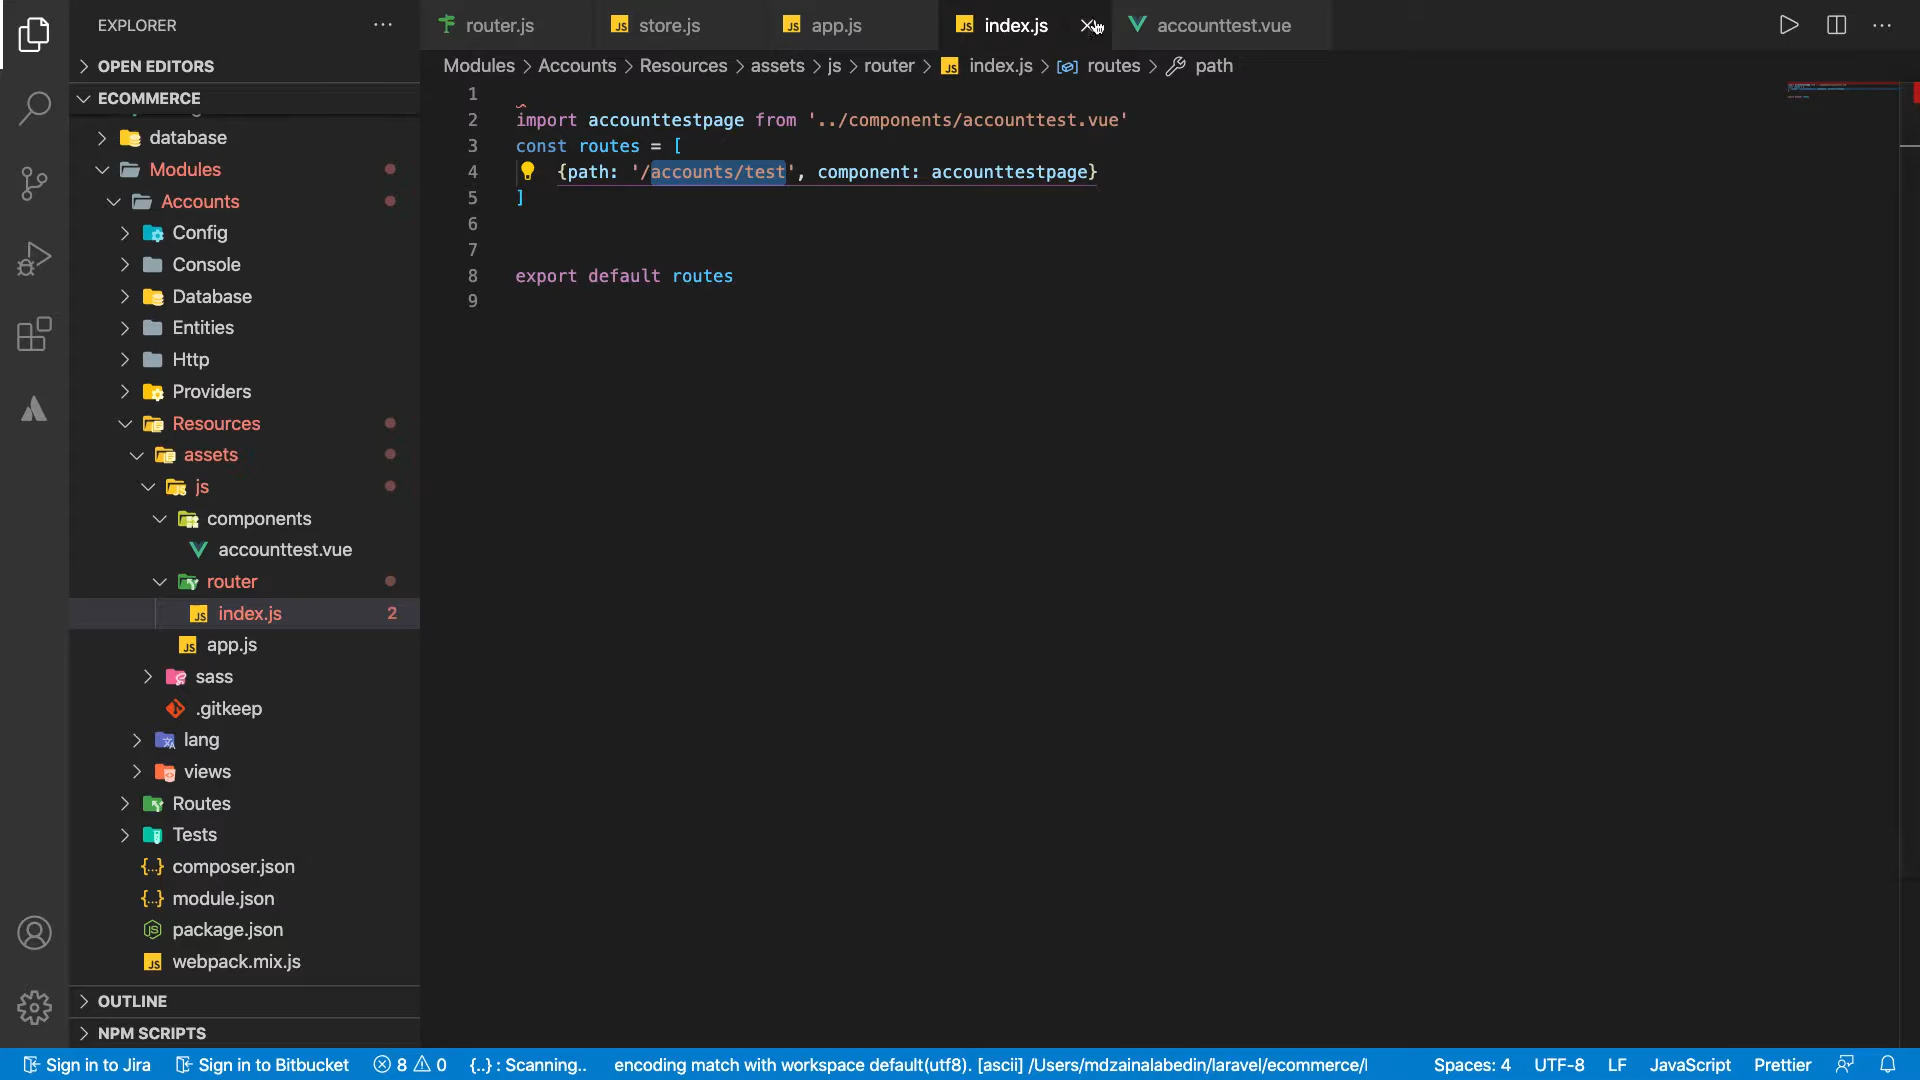 EXPLORER
OPEN EDITORS
ECOMMERCE
database
Modules
Accounts
Config
Console
Database
Entities
Http
Providers
Resources
assets
js
components
accounttest.vue
router
index.js 2
app.js
sass
.gitkeep
lang
views
Routes
Tests
composer.json
module.json
package.json
webpack.mix.js
OUTLINE
NPM SCRIPTS
router.js
store.js
app.js
index.js
accounttest.vue
Modules > Accounts > Resources > assets > js > router > index.js > routes > path
1
2 import accounttestpage from '../components/accounttest.vue'
3 const routes = [
4 {path: '/accounts/test', component: accounttestpage}
5 ]
6
7
8 export default routes
9
Sign in to Jira Sign in to Bitbucket 8 0 {..} : Scanning.. encoding match with workspace default(utf8). [ascii] /Users/mdzainalabedin/laravel/ecommerce/ Spaces: 4 UTF-8 LF JavaScript Prettier